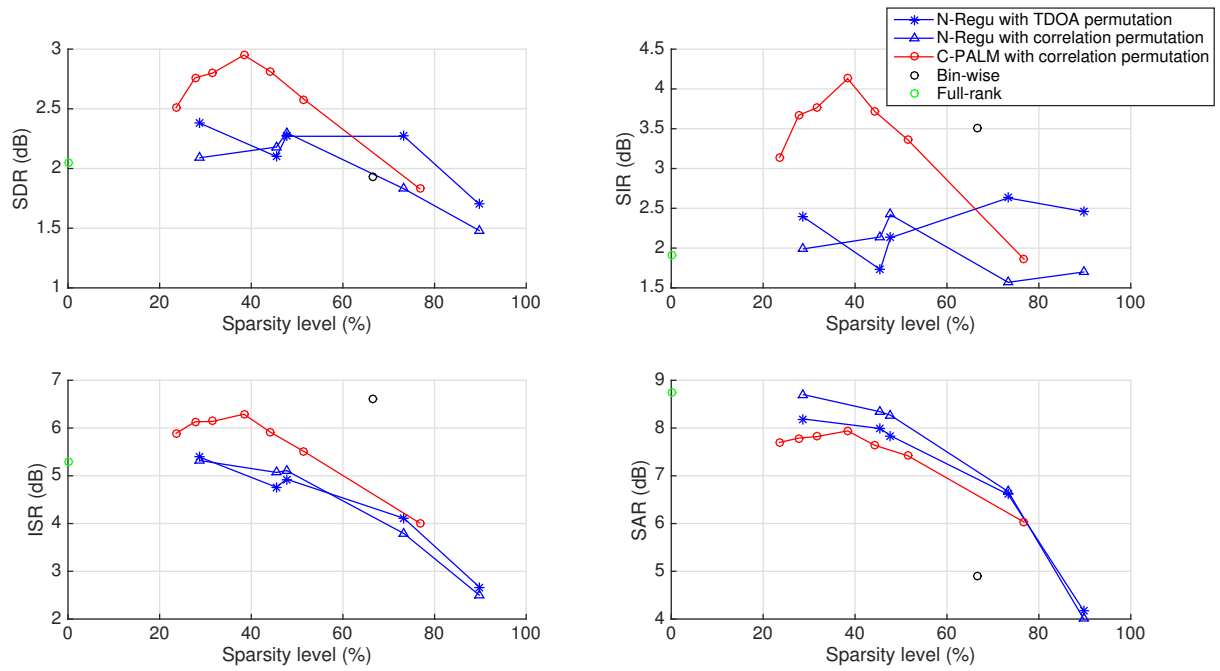 N-Regu with TDOA permutation
N-Regu with correlation permutation
C-PALM with correlation permutation
Bin-wise
Full-rank
3
2.5
2
1.5
1
SDR (dB)
0 20 40 60 80 100
Sparsity level (%)
4.5
4
3.5
3
2.5
2
1.5
SIR (dB)
0 20 40 60 80 100
Sparsity level (%)
7
6
5
4
3
2
ISR (dB)
0 20 40 60 80 100
Sparsity level (%)
9
8
7
6
5
4
SAR (dB)
0 20 40 60 80 100
Sparsity level (%)